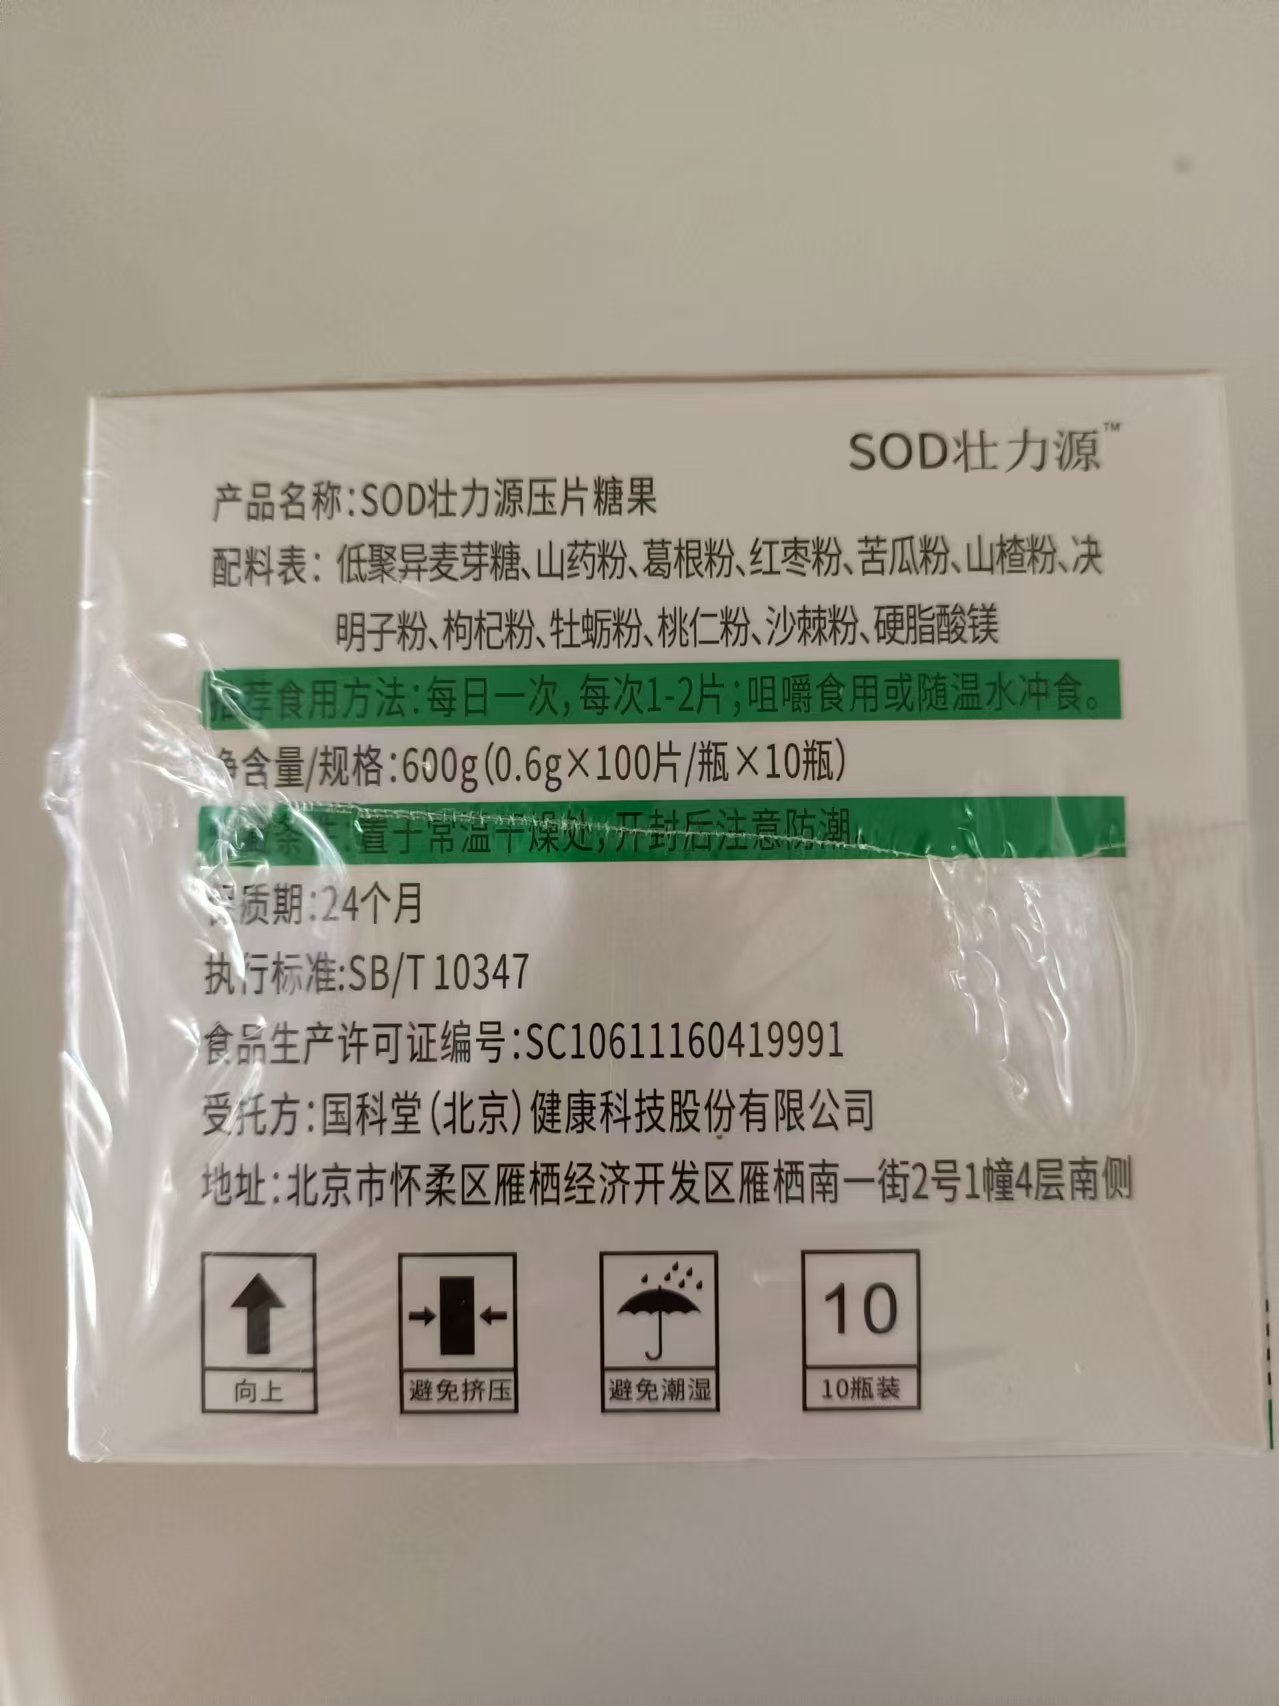 SOD壮力源™
产品名称:SOD壮力源压片糖果
配料表: 低聚异麦芽糖、山药粉、葛根粉、红枣粉、苦瓜粉、山楂粉、决
明子粉、枸杞粉、牡蛎粉、桃仁粉、沙棘粉、硬脂酸镁
推荐食用方法:每日一次,每次1-2片;咀嚼食用或随温水冲食。
净含量/规格:600g(0.6g×100片/瓶×10瓶)
条件:置于常温干燥处,开封后注意防潮。
保质期:24个月
执行标准:SB/T 10347
食品生产许可证编号:SC10611160419991
受托方:国科堂(北京)健康科技股份有限公司
地址:北京市怀柔区雁栖经济开发区雁栖南一街2号1幢4层南侧
向上
避免挤压
避免潮湿
10
10瓶装